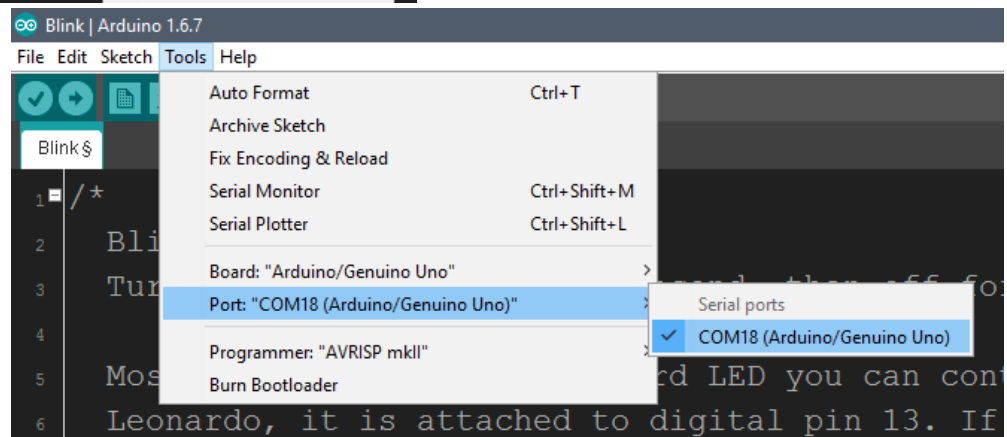 Blink | Arduino 1.6.7
File Edit Sketch Tools Help
Auto Format Ctrl+T
Archive Sketch
Blink §
Fix Encoding & Reload
1 /*
Serial Monitor Ctrl+Shift+M
Serial Plotter Ctrl+Shift+L
2 Bli
Board: "Arduino/Genuino Uno" >
3 Tur then off for
Port: "COM18 (Arduino/Genuino Uno)"
Serial ports
4
COM18 (Arduino/Genuino Uno)
Programmer: "AVRISP mkII"
5 Mos rd LED you can cont
Burn Bootloader
6 Leonardo, it is attached to digital pin 13. If